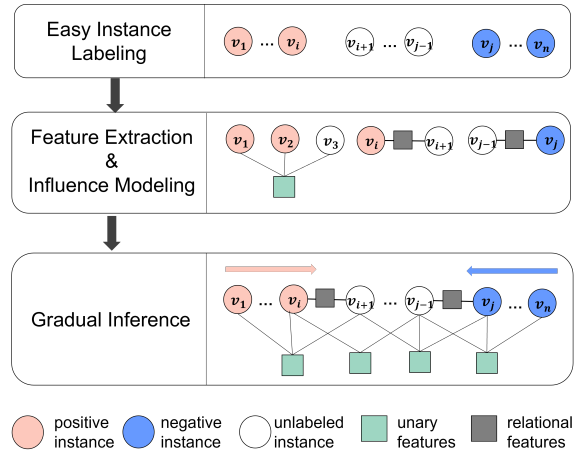 Easy Instance
Labeling
v1 ... vi vi+1 ... vj−1 vj ... vn
Feature Extraction
&
Influence Modeling
v1 v2 v3 vi vi+1 vj−1 vj
Gradual Inference
v1 ... vi vi+1 ... vj−1 vj ... vn
positive
instance
negative
instance
unlabeled
instance
unary
features
relational
features